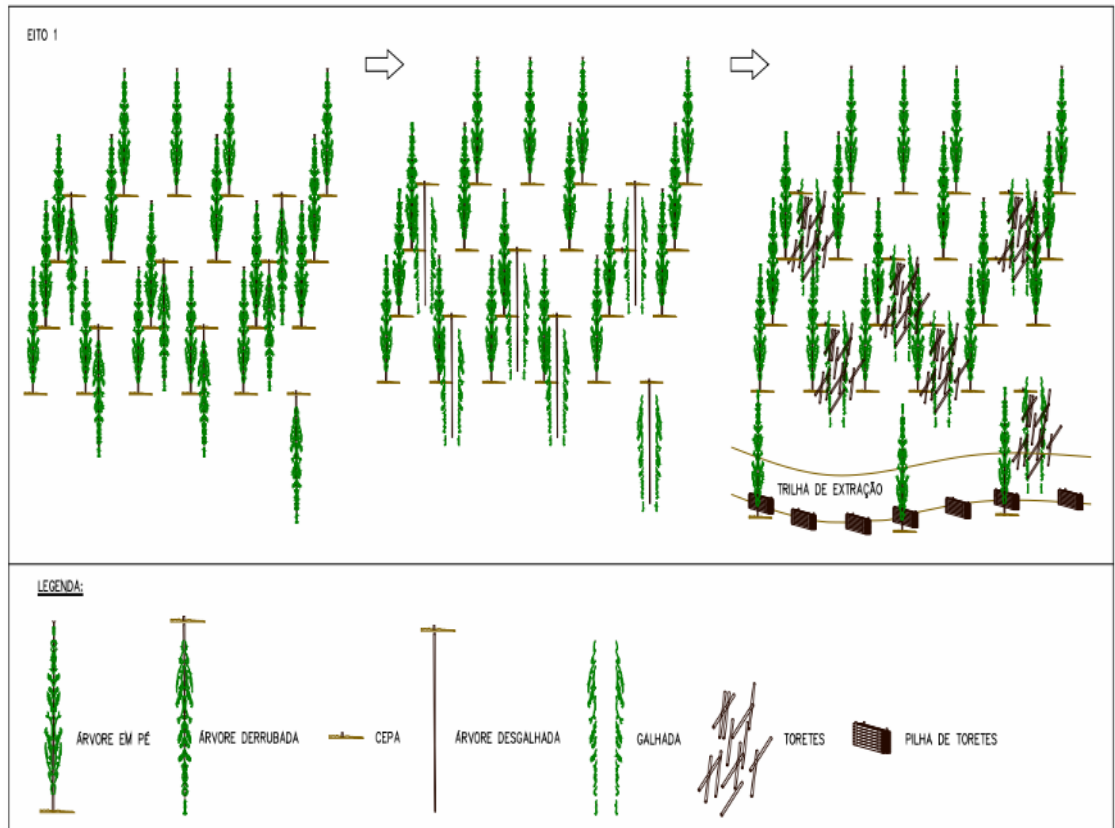 EITO 1
TRILHA DE EXTRAÇÃO
LEGENDA:
ÁRVORE EM PÉ
ÁRVORE DERRUBADA
CEPA
ÁRVORE DESGALHADA
GALHADA
TORETES
PILHA DE TORETES